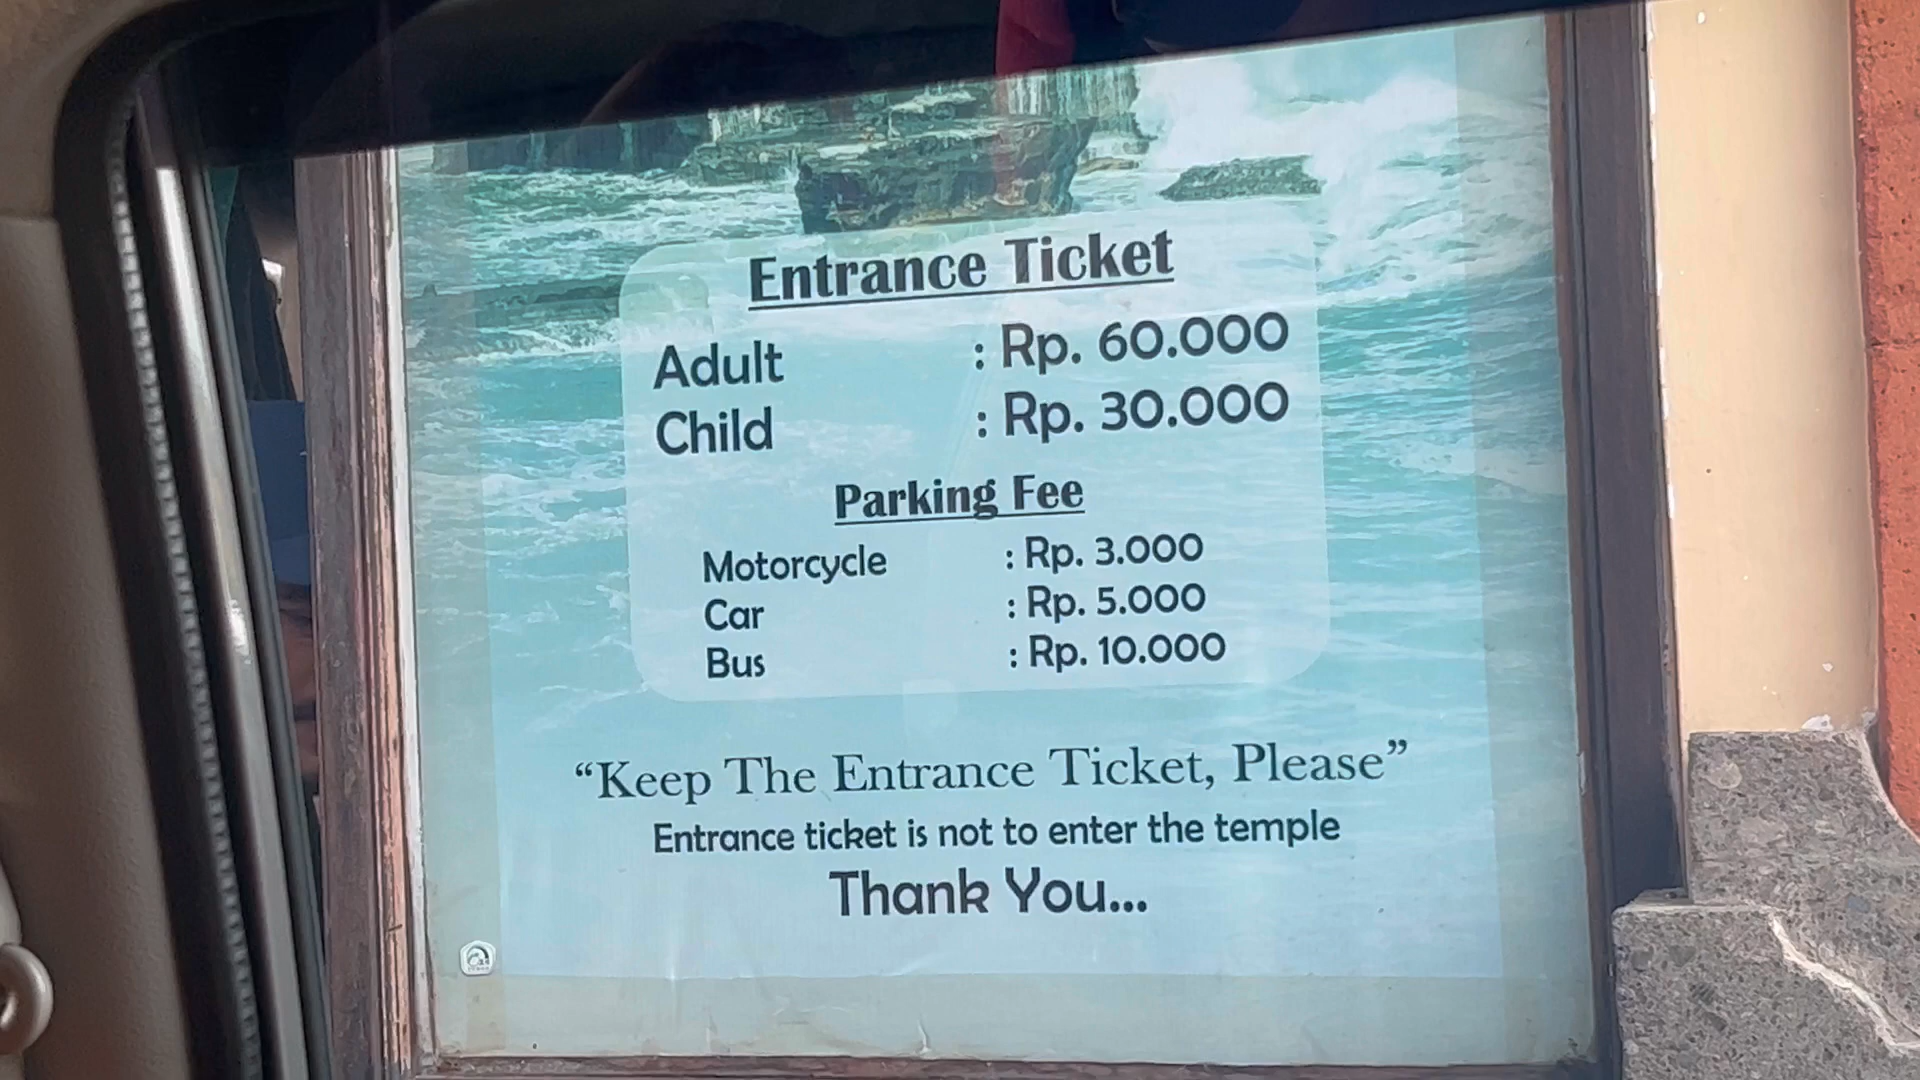 Entrance Ticket
Adult : Rp. 60.000
Child : Rp. 30.000
Parking Fee
Motorcycle : Rp. 3.000
Car : Rp. 5.000
Bus : Rp. 10.000
“Keep The Entrance Ticket, Please”
Entrance ticket is not to enter the temple
Thank You...